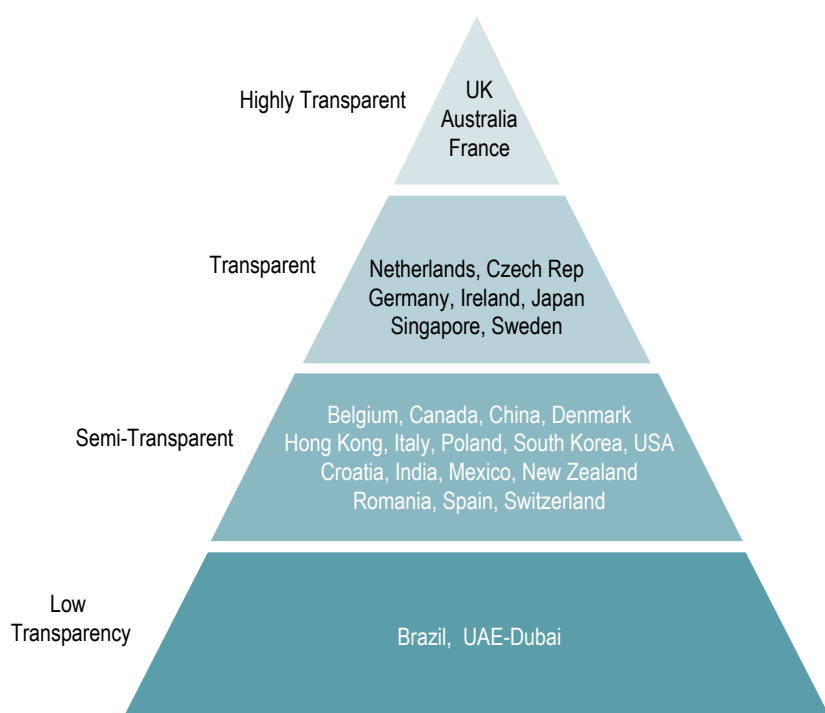 Highly Transparent
UK
Australia
France
Transparent
Netherlands, Czech Rep
Germany, Ireland, Japan
Singapore, Sweden
Semi-Transparent
Belgium, Canada, China, Denmark
Hong Kong, Italy, Poland, South Korea, USA
Croatia, India, Mexico, New Zealand
Romania, Spain, Switzerland
Low
Transparency
Brazil, UAE-Dubai